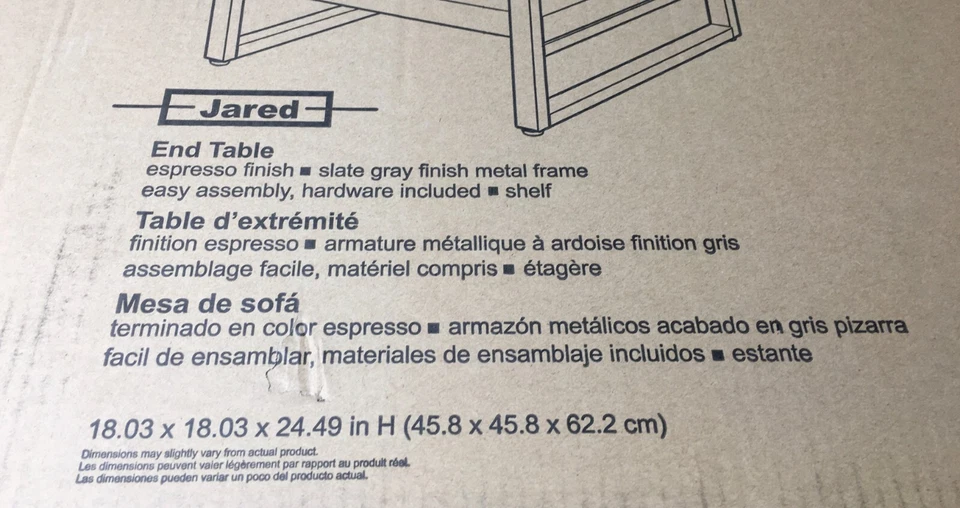 Jared
End Table
espresso finish ■ slate gray finish metal frame
easy assembly, hardware included ■ shelf
Table d'extrémité
finition espresso ■ armature métallique à ardoise finition gris
assemblage facile, matériel compris ■ étagère
Mesa de sofá
terminado en color espresso ■ armazón metálicos acabado en gris pizarra
facil de ensamblar, materiales de ensamblaje incluidos ■ estante
18.03 x 18.03 x 24.49 in H (45.8 x 45.8 x 62.2 cm)
Dimensions may slightly vary from actual product.
Les dimensions peuvent vaier légèrement par rapport au produit réel.
Las dimensiones pueden variar un poco del producto actual.